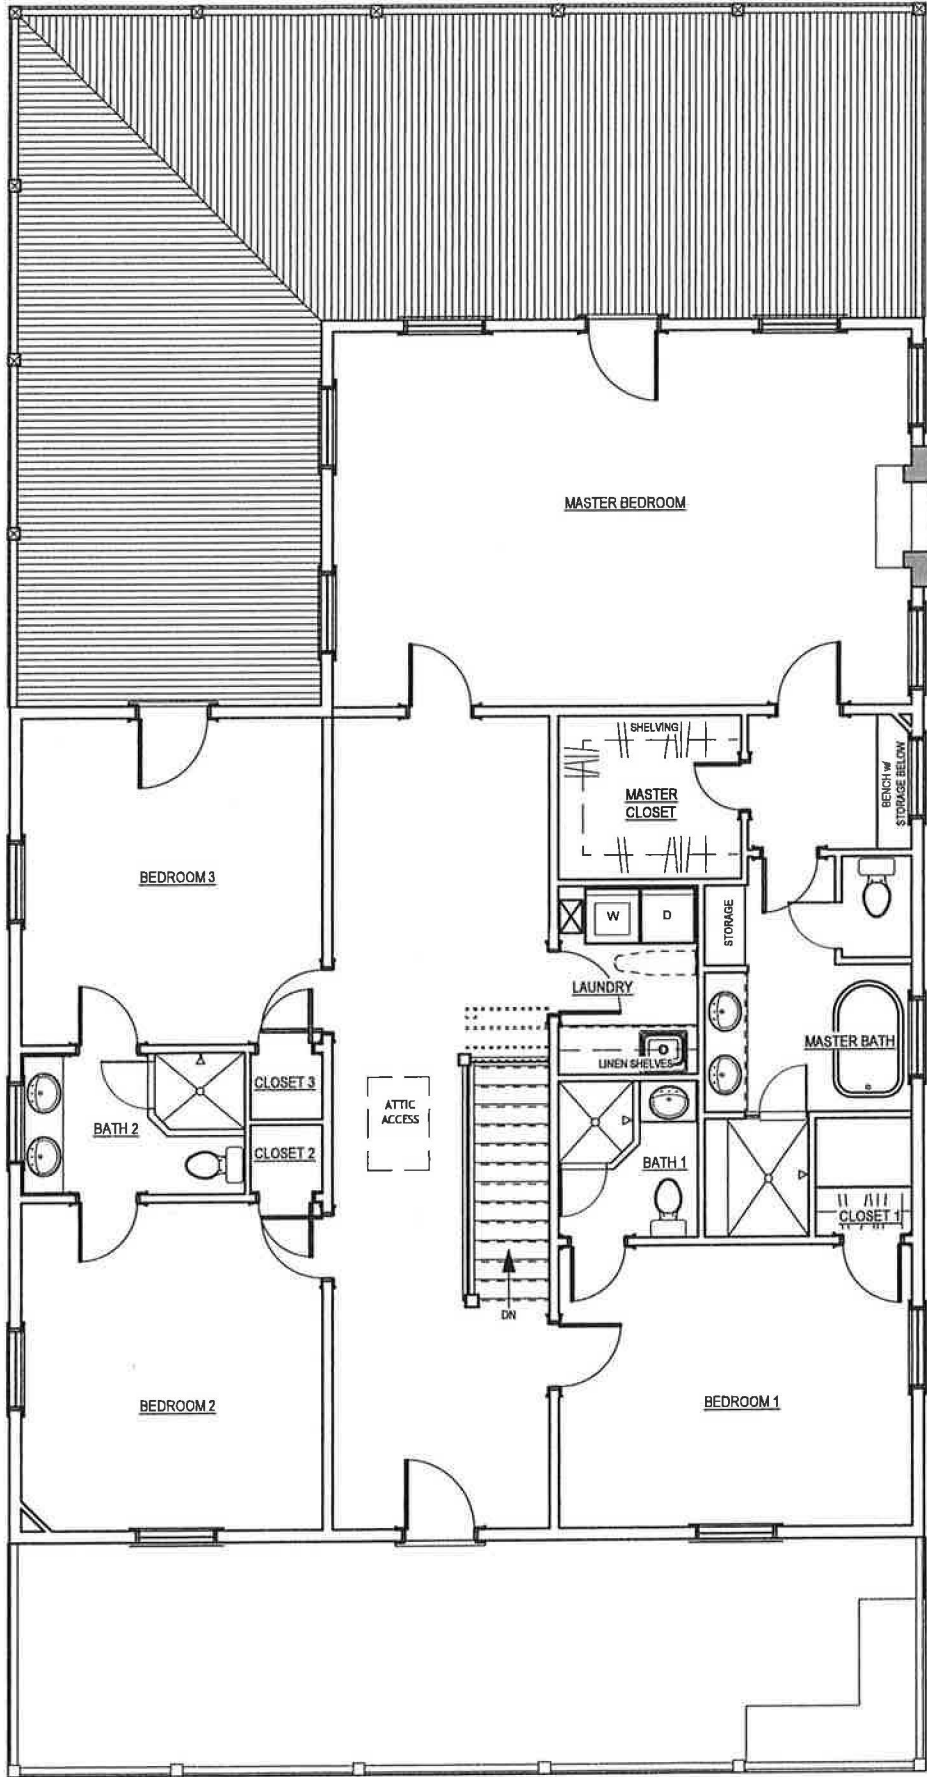 MASTER BEDROOM
SHELVING
MASTER
CLOSET
BENCH w/
STORAGE BELOW
BEDROOM 3
W
D
STORAGE
LAUNDRY
LINEN SHELVES
MASTER BATH
CLOSET 3
ATTIC
ACCESS
BATH 2
CLOSET 2
BATH 1
CLOSET 1
DN
BEDROOM 2
BEDROOM 1